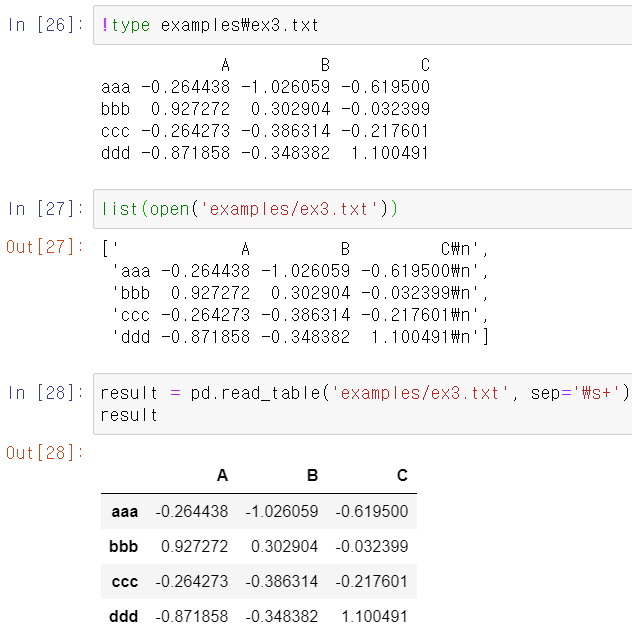 In [26]: !type examples₩ex3.txt
A B C
aaa -0.264438 -1.026059 -0.619500
bbb 0.927272 0.302904 -0.032399
ccc -0.264273 -0.386314 -0.217601
ddd -0.871858 -0.348382 1.100491
In [27]: list(open('examples/ex3.txt'))
Out[27]: [' A B C₩n',
'aaa -0.264438 -1.026059 -0.619500₩n',
'bbb 0.927272 0.302904 -0.032399₩n',
'ccc -0.264273 -0.386314 -0.217601₩n',
'ddd -0.871858 -0.348382 1.100491₩n']
In [28]: result = pd.read_table('examples/ex3.txt', sep='₩s+')
result
Out[28]:
A B C
aaa -0.264438 -1.026059 -0.619500
bbb 0.927272 0.302904 -0.032399
ccc -0.264273 -0.386314 -0.217601
ddd -0.871858 -0.348382 1.100491